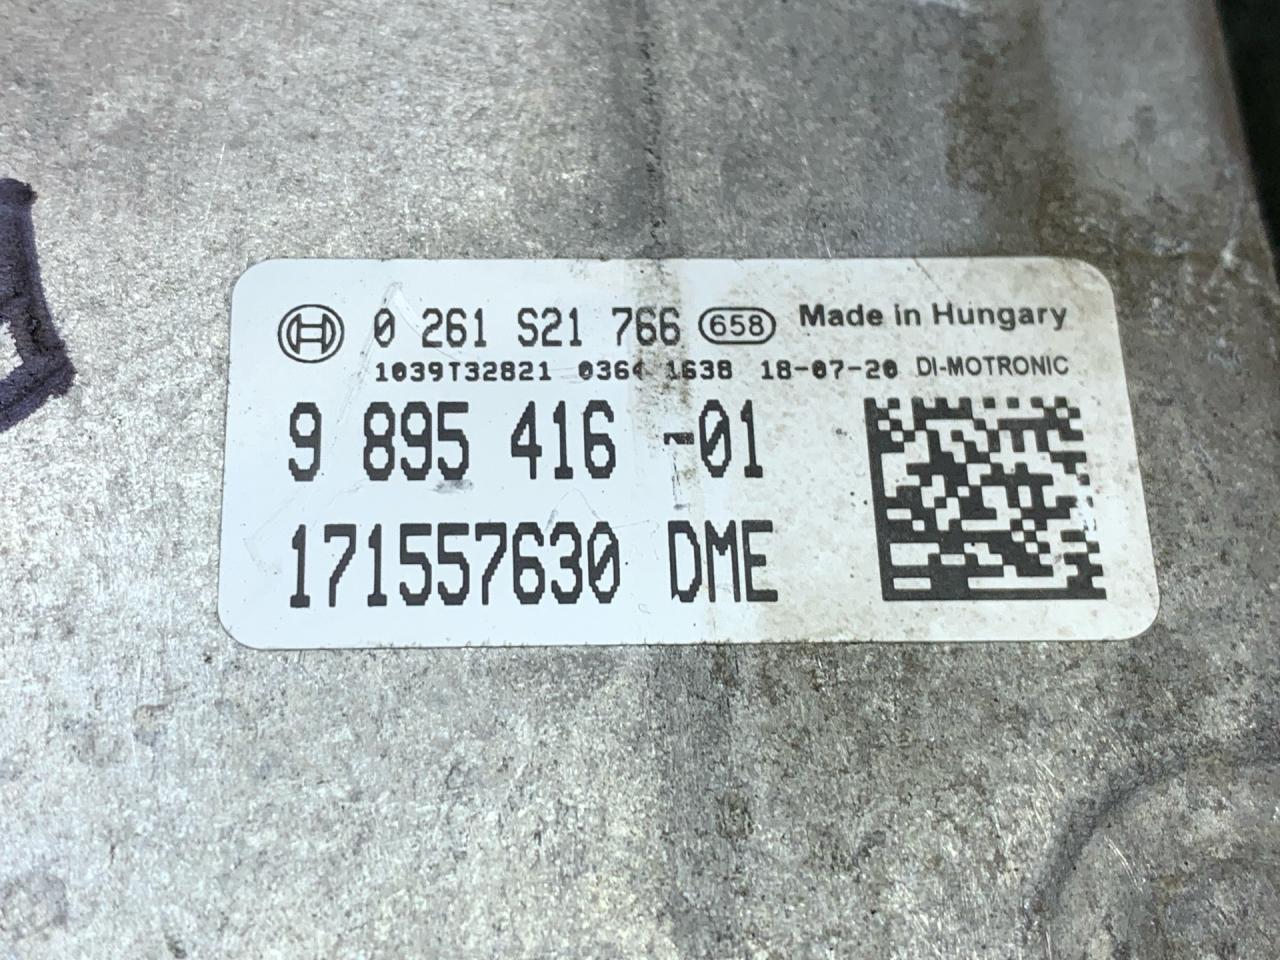 0 261 S21 766 658 Made in Hungary
1039T32821 0364 1638 18-07-20 DI-MOTRONIC
9 895 416 -01
171557630 DME